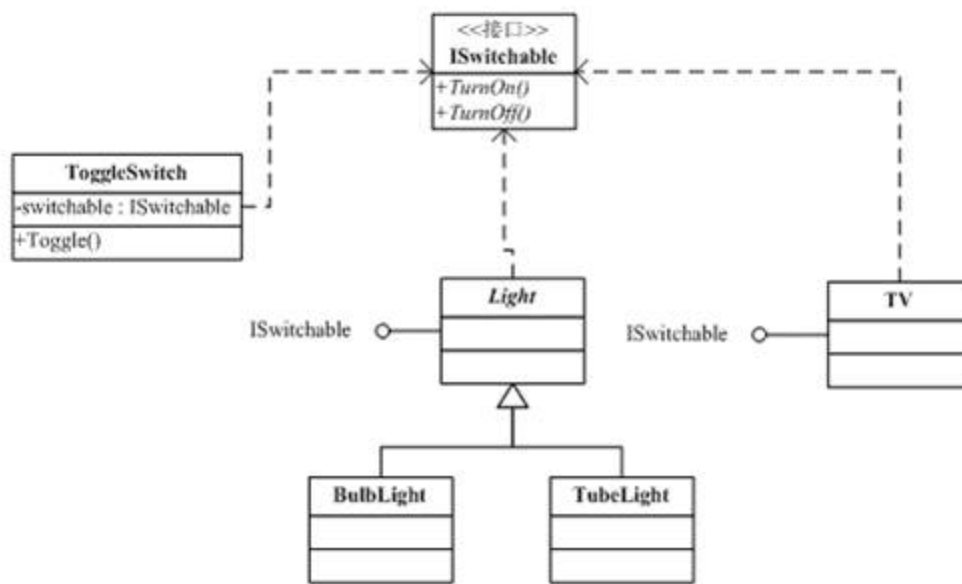 <<接口>>
ISwitchable
+TurnOn()
+TurnOff()
ToggleSwitch
-switchable : ISwitchable
+Toggle()
Light
ISwitchable
TV
ISwitchable
BulbLight
TubeLight